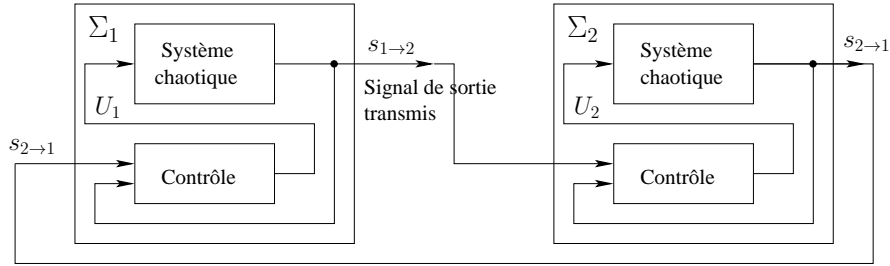 Σ₁
Système
chaotique
U₁
s₂→₁
Contrôle
s₁→₂
Signal de sortie
transmis
Σ₂
Système
chaotique
U₂
Contrôle
s₂→₁